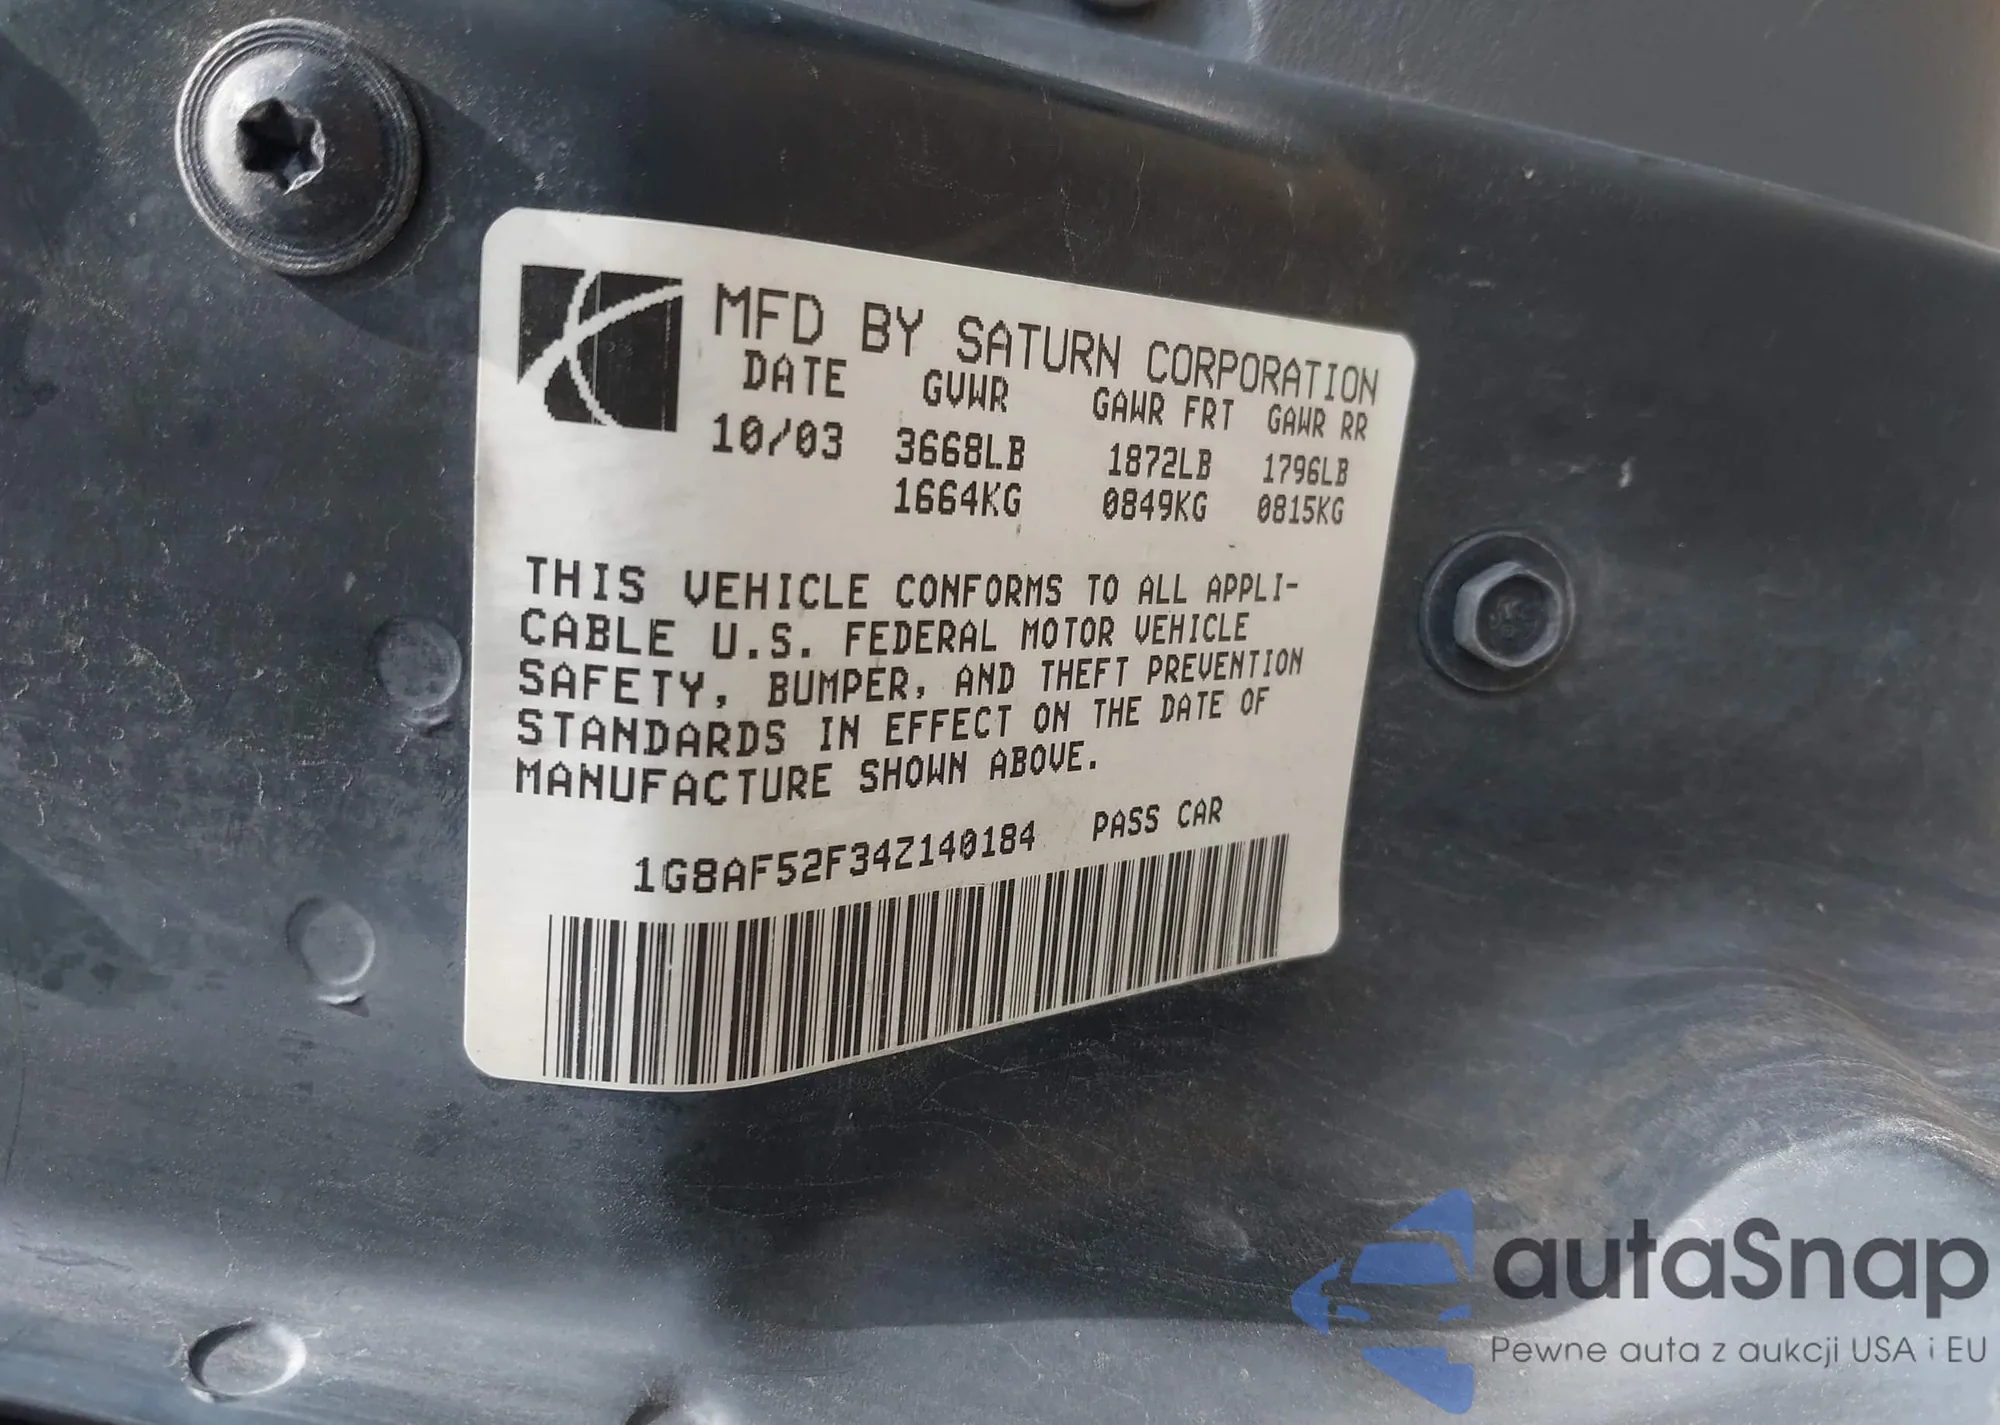 MFD BY SATURN CORPORATION
DATE GVWR GAWR FRT GAWR RR
10/03 3668LB 1872LB 1796LB
1664KG 0849KG 0815KG
THIS VEHICLE CONFORMS TO ALL APPLI-
CABLE U.S. FEDERAL MOTOR VEHICLE
SAFETY, BUMPER, AND THEFT PREVENTION
STANDARDS IN EFFECT ON THE DATE OF
MANUFACTURE SHOWN ABOVE.
1G8AF52F34Z140184 PASS CAR
autaSnap
Pewne auta z aukcji USA i EU